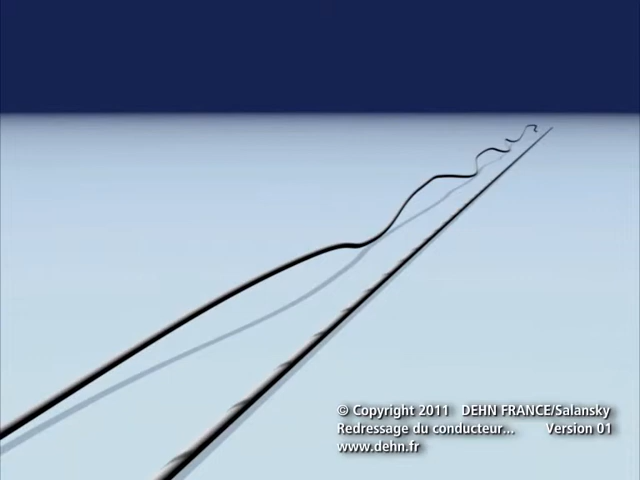 © Copyright 2011 DEHN FRANCE/Salansky
Redressage du conducteur... Version 01
www.dehn.fr